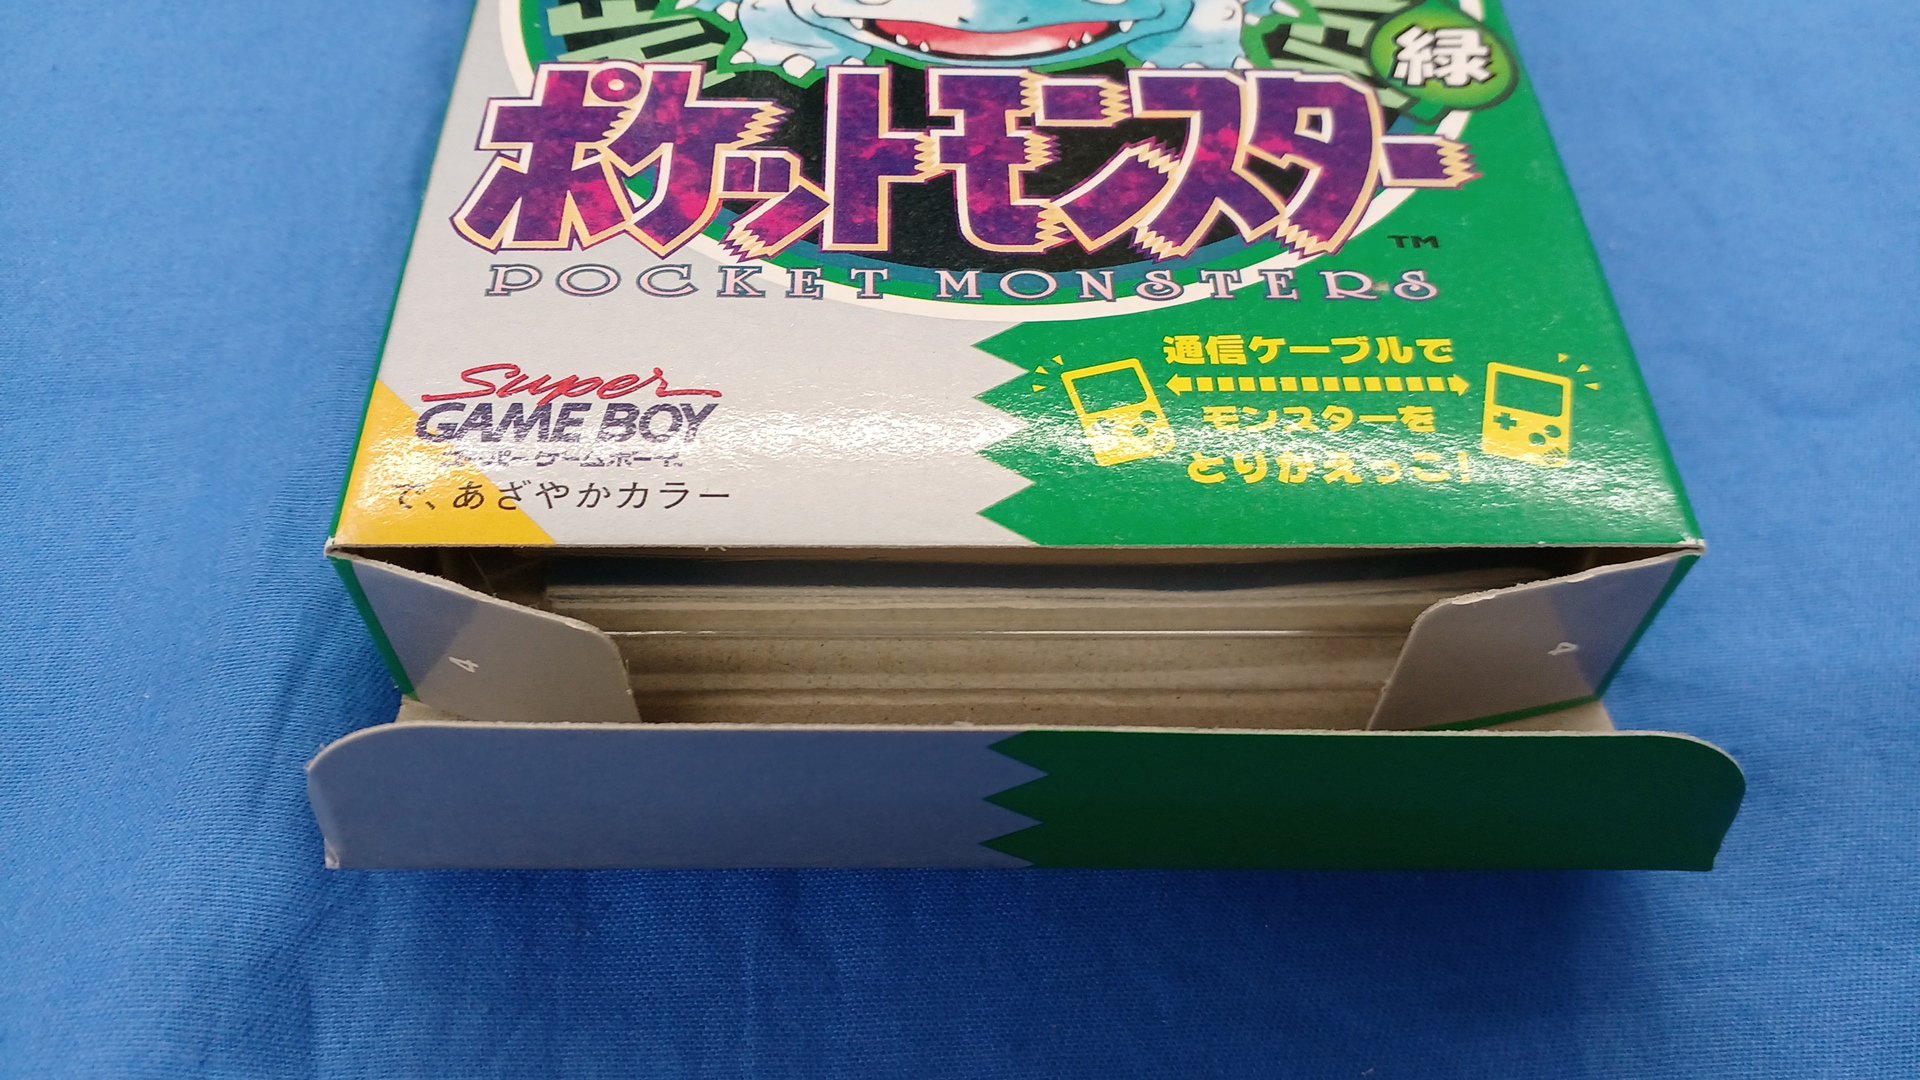 緑
ポケットモンスター
TM
POCKET MONSTERS
通信ケーブルで
モンスターを
とりかえっこ!
Super
GAME BOY
スーパーゲームボーイ
で、あざやかカラー
4
4